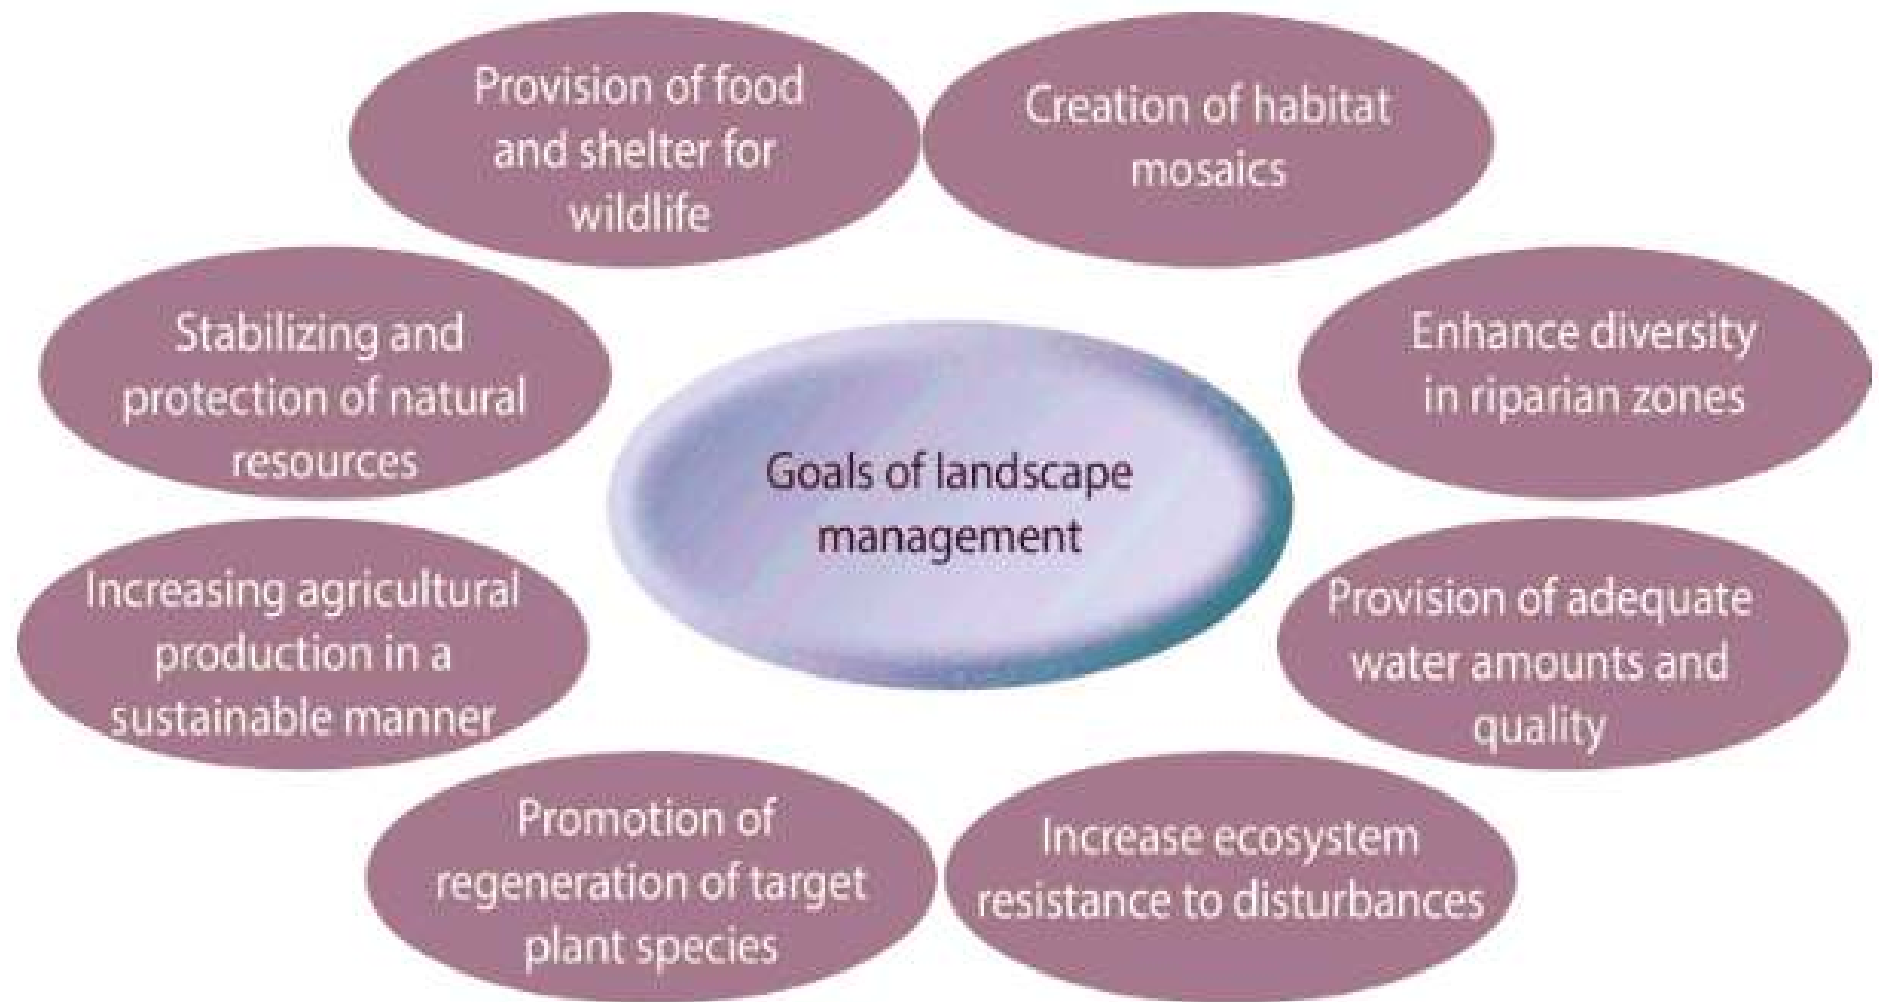 Provision of food
and shelter for
wildlife
Creation of habitat
mosaics
Stabilizing and
protection of natural
resources
Enhance diversity
in riparian zones
Goals of landscape
management
Increasing agricultural
production in a
sustainable manner
Provision of adequate
water amounts and
quality
Promotion of
regeneration of target
plant species
Increase ecosystem
resistance to disturbances